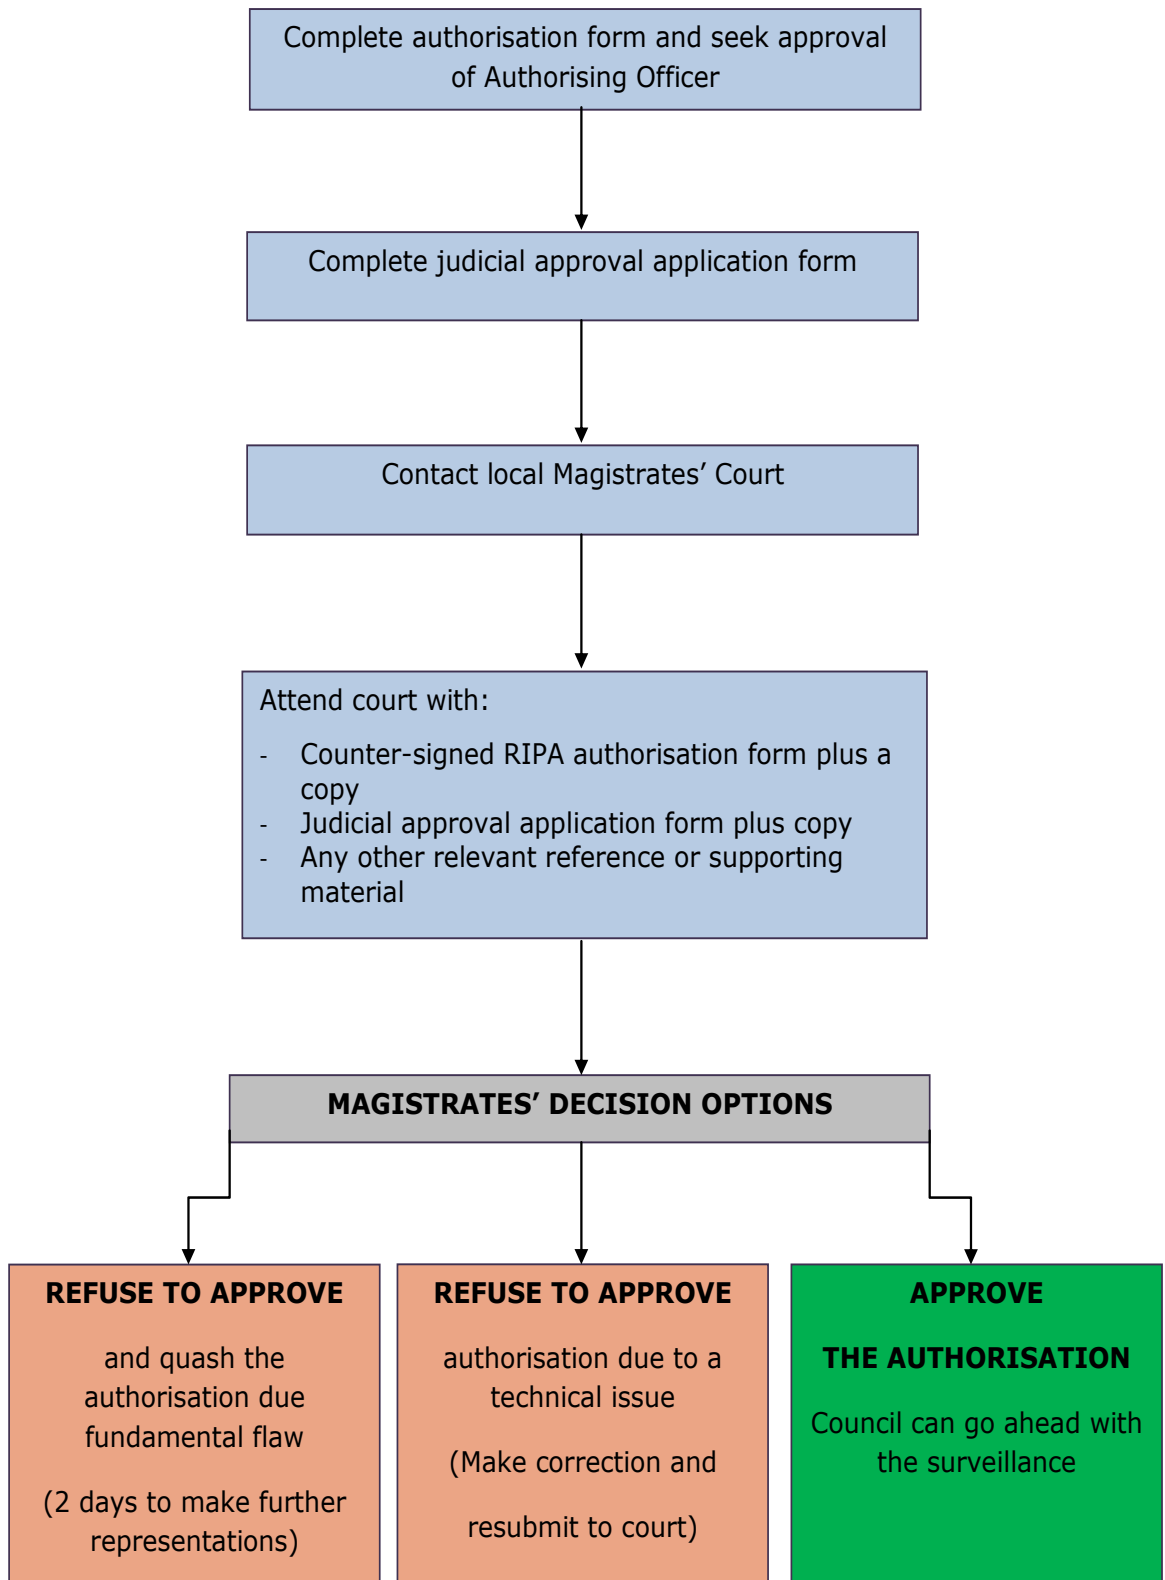 Complete authorisation form and seek approval
of Authorising Officer
Complete judicial approval application form
Contact local Magistrates’ Court
Attend court with:
- Counter-signed RIPA authorisation form plus a
copy
- Judicial approval application form plus copy
- Any other relevant reference or supporting
material
MAGISTRATES’ DECISION OPTIONS
REFUSE TO APPROVE
and quash the
authorisation due
fundamental flaw
(2 days to make further
representations)
REFUSE TO APPROVE
authorisation due to a
technical issue
(Make correction and
resubmit to court)
APPROVE
THE AUTHORISATION
Council can go ahead with
the surveillance